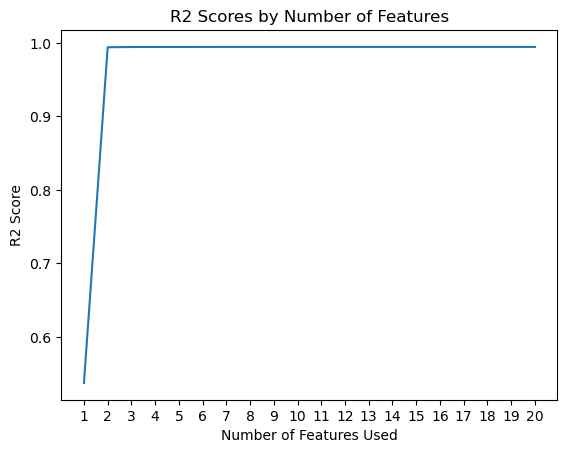 R2 Scores by Number of Features
1.0
0.9
0.8
0.7
0.6
R2 Score
1 2 3 4 5 6 7 8 9 10 11 12 13 14 15 16 17 18 19 20
Number of Features Used